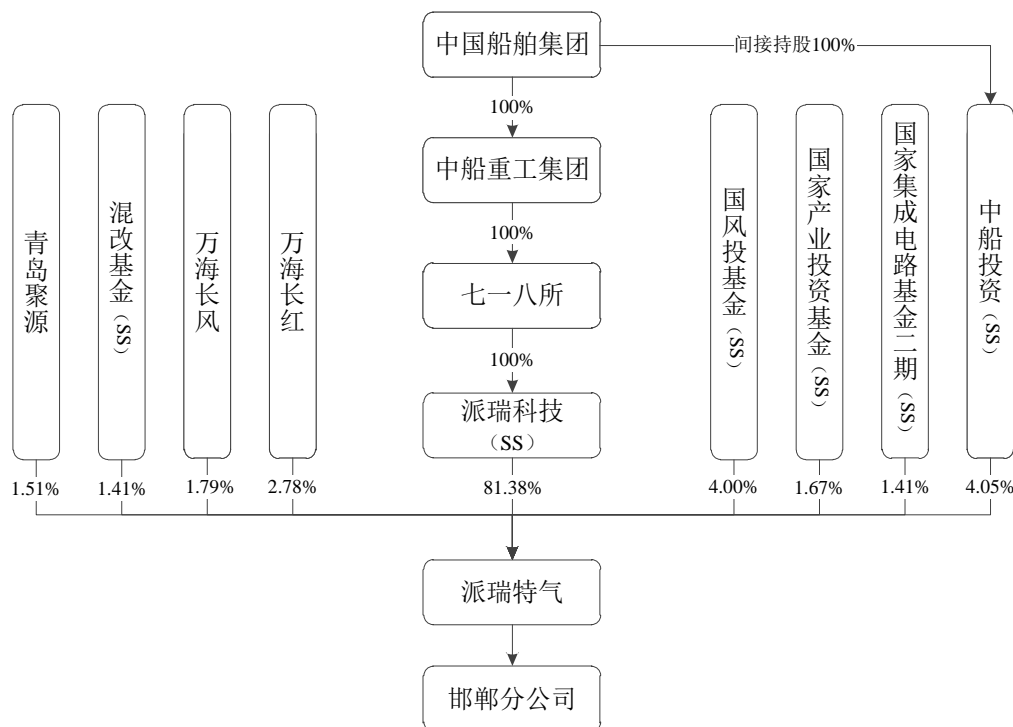 中国船舶集团
间接持股100%
100%
中船重工集团
100%
七一八所
100%
派瑞科技
（SS）
青岛聚源
混改基金（SS）
万海长风
万海长红
国风投基金（SS）
国家产业投资基金（SS）
国家集成电路基金二期（SS）
中船投资（SS）
1.51%
1.41%
1.79%
2.78%
81.38%
4.00%
1.67%
1.41%
4.05%
派瑞特气
邯郸分公司